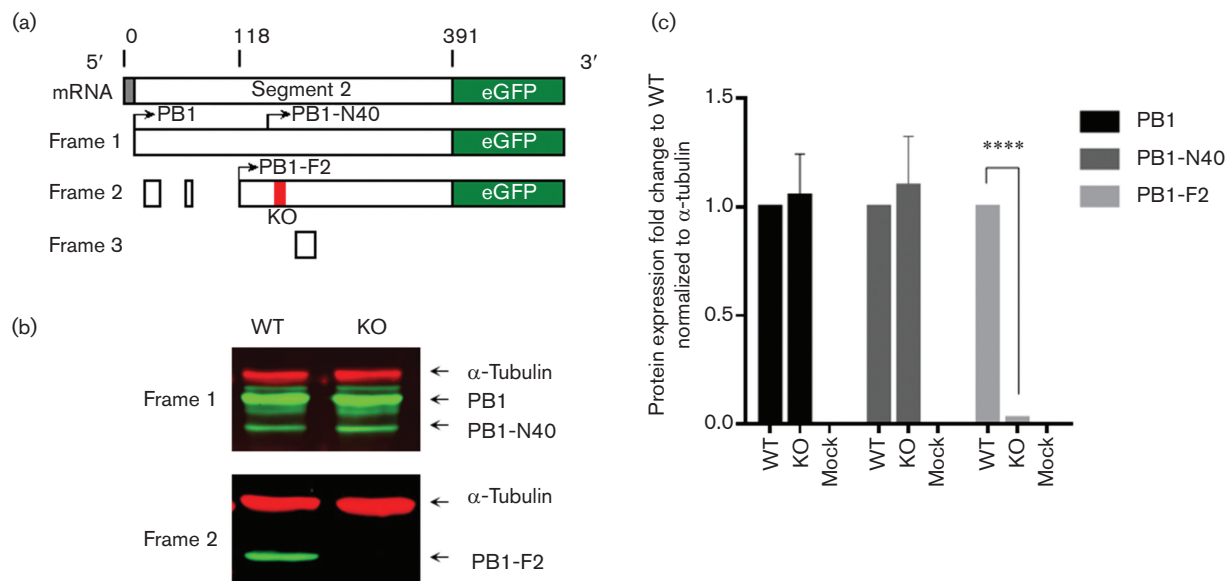 (a)
0 118 391
5′ 3′
mRNA Segment 2 eGFP
PB1 PB1-N40
Frame 1 eGFP
PB1-F2
Frame 2 eGFP
KO
Frame 3
(b)
WT KO
Frame 1
α-Tubulin
PB1
PB1-N40
Frame 2
α-Tubulin
PB1-F2
(c)
Protein expression fold change to WT
normalized to α-tubulin
1.5
1.0
0.5
0.0
****
WT KO Mock WT KO Mock WT KO Mock
PB1
PB1-N40
PB1-F2